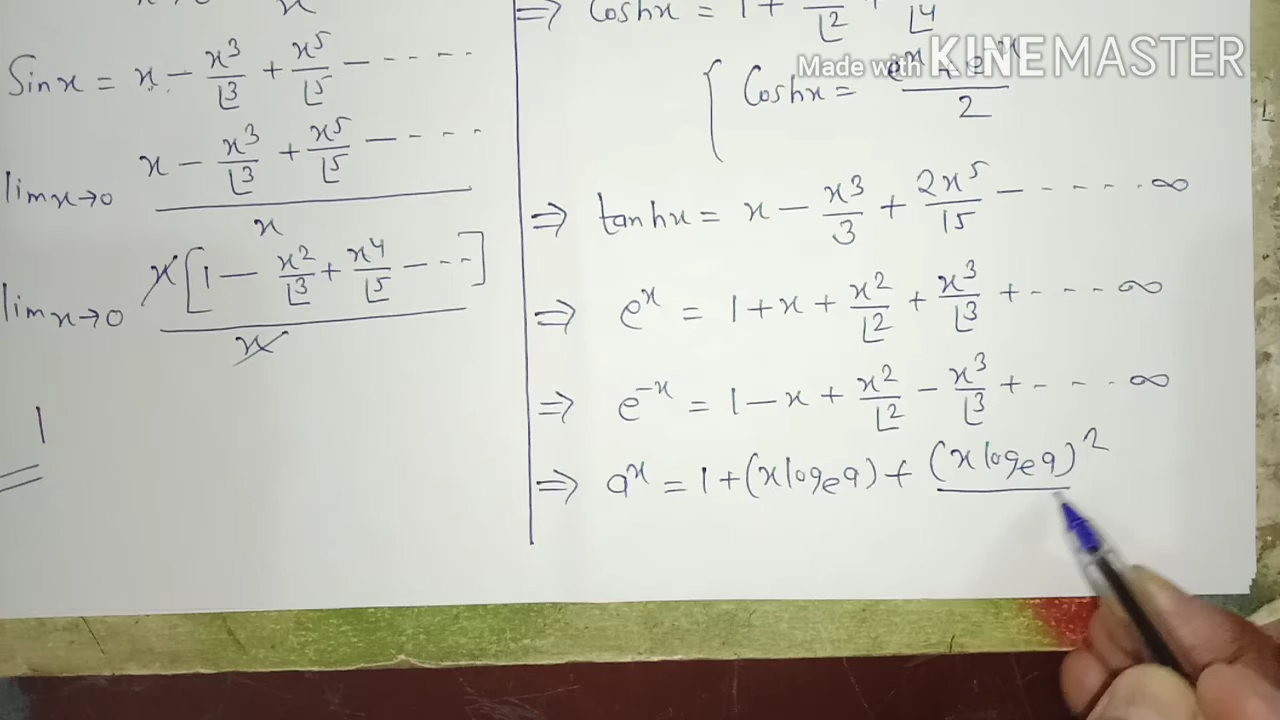 x
Sinx = x - x³/⌊3 + x⁵/⌊5 - - - - -
limx→0 (x - x³/⌊3 + x⁵/⌊5 - - - - -)/x
limx→0 x[1 - x²/⌊3 + x⁴/⌊5 - - - -]/x
1
⇒ Coshx = 1 + /⌊2 + /⌊4
Made with KINEMASTER
{ Coshx = /2
⇒ tanhx = x - x³/3 + 2x⁵/15 - - - - - - ∞
⇒ eˣ = 1 + x + x²/⌊2 + x³/⌊3 + - - - - ∞
⇒ e⁻ˣ = 1 - x + x²/⌊2 - x³/⌊3 + - - - - ∞
⇒ aˣ = 1 + (x logₑa) + (x logₑa)²